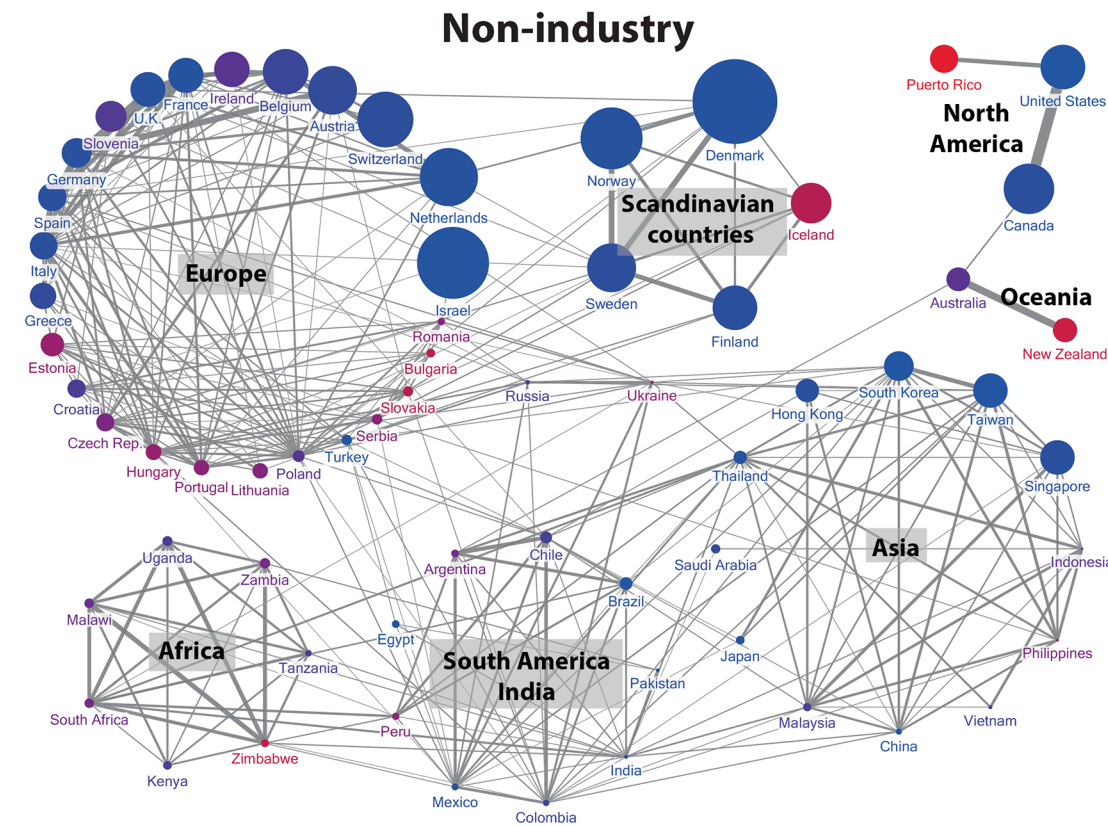 Non-industry
Puerto Rico
United States
North
America
Canada
Australia
Oceania
New Zealand
France
Ireland
Belgium
U.K.
Austria
Slovenia
Switzerland
Germany
Netherlands
Spain
Italy
Europe
Israel
Greece
Romania
Estonia
Bulgaria
Croatia
Slovakia
Czech Rep.
Serbia
Hungary
Turkey
Portugal
Lithuania
Poland
Denmark
Norway
Scandinavian
countries
Iceland
Sweden
Finland
Russia
Ukraine
South Korea
Hong Kong
Taiwan
Thailand
Singapore
Asia
Saudi Arabia
Indonesia
Japan
Philippines
Pakistan
Malaysia
Vietnam
China
Chile
Argentina
Brazil
Egypt
South America
India
Peru
India
Mexico
Colombia
Uganda
Zambia
Malawi
Africa
Tanzania
South Africa
Zimbabwe
Kenya